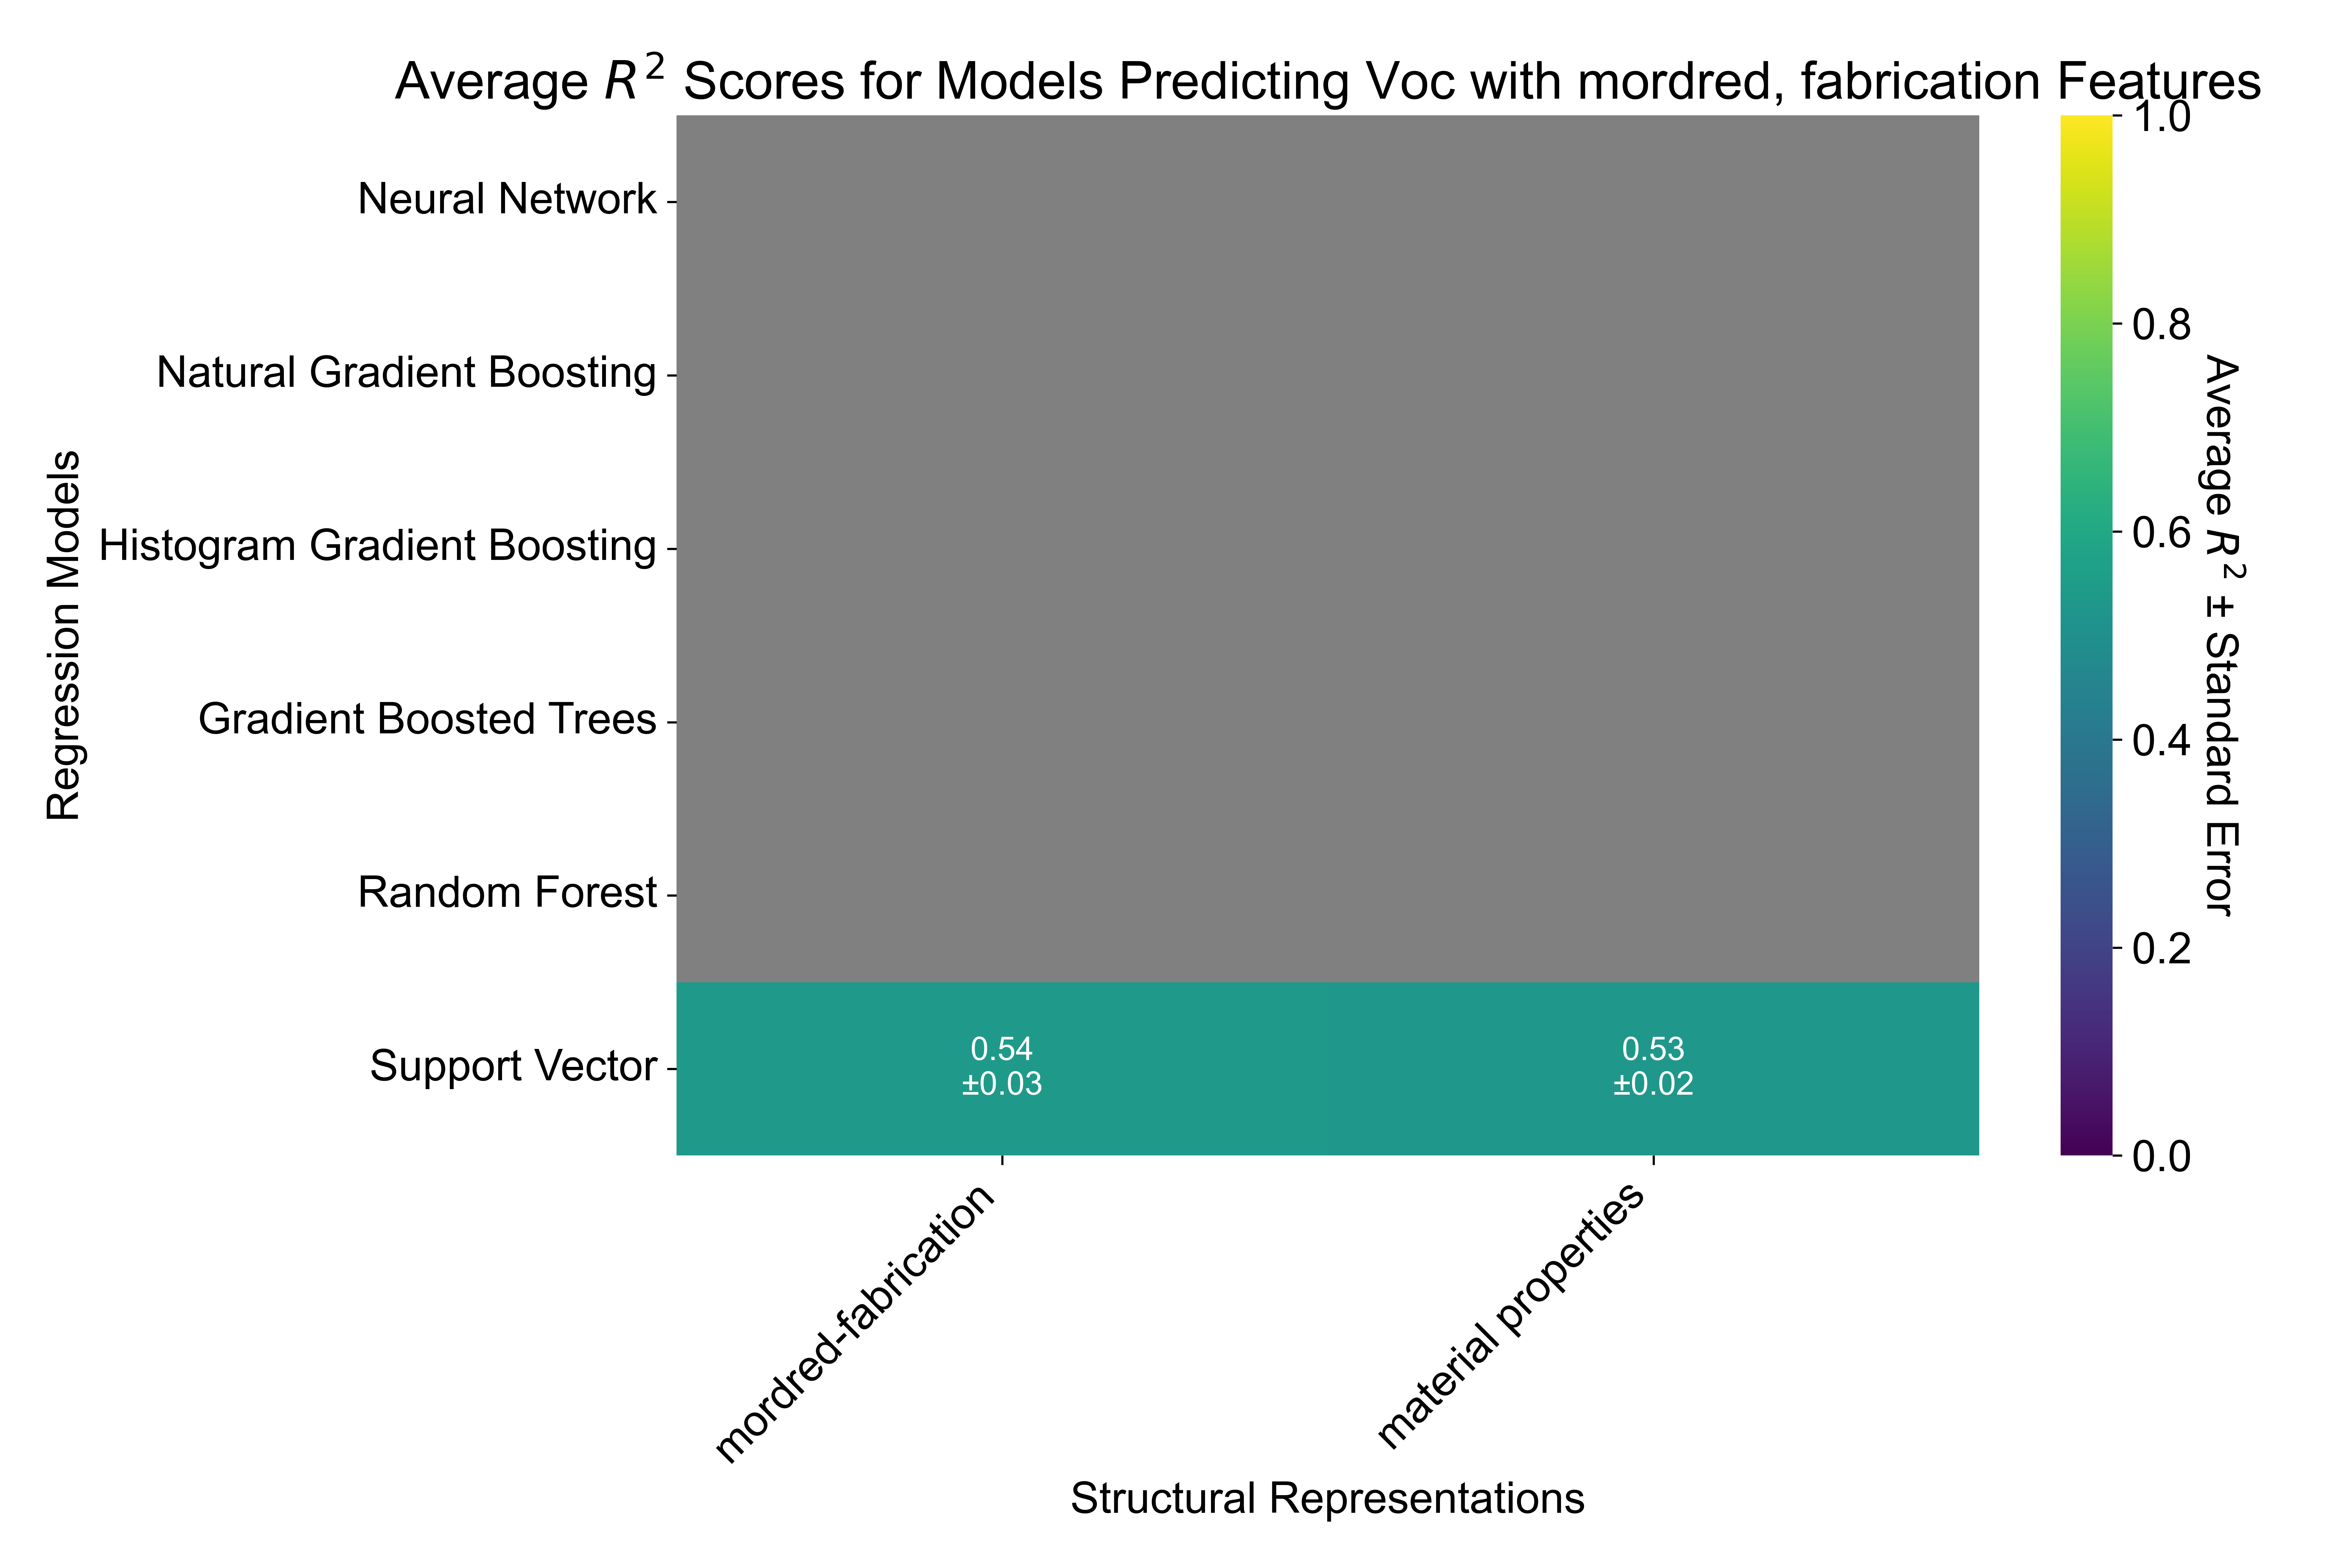 Average R² Scores for Models Predicting Voc with mordred, fabrication Features
Regression Models
Neural Network
Natural Gradient Boosting
Histogram Gradient Boosting
Gradient Boosted Trees
Random Forest
Support Vector
0.54
±0.03
0.53
±0.02
mordred-fabrication
material properties
Structural Representations
1.0
0.8
0.6
0.4
0.2
0.0
Average R² ± Standard Error